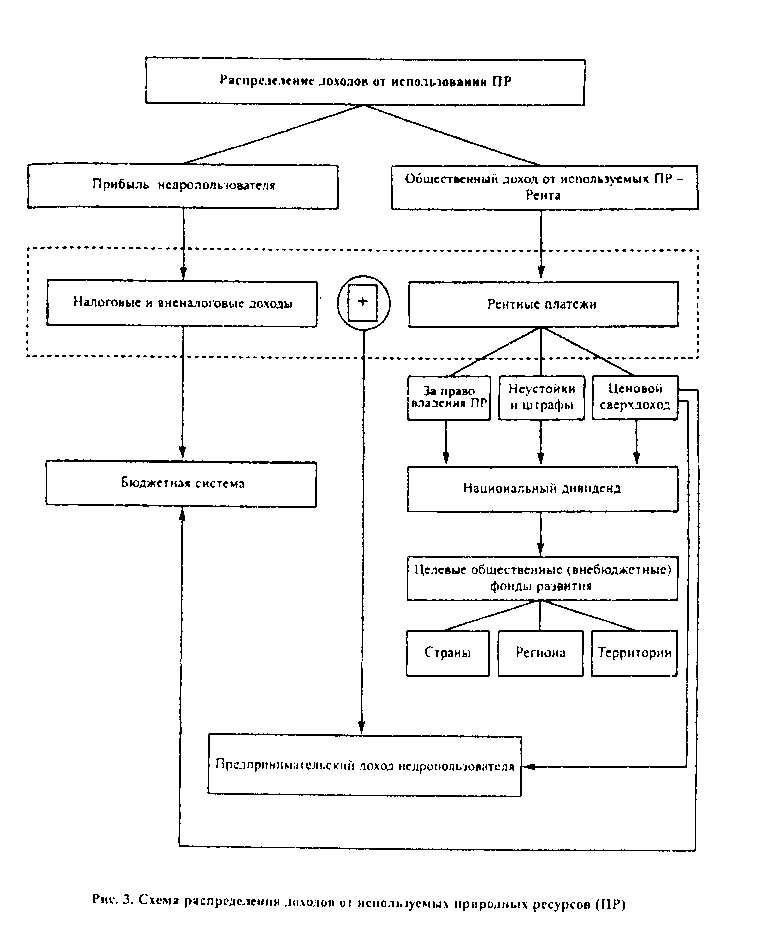 Распределение доходов от использовании ПР
Прибыль недропользователя
Общественный доход от используемых ПР –
Рента
Налоговые и вненалоговые доходы
+
Рентные платежи
За право
владения ПР
Неустойки
и штрафы
Ценовой
сверхдоход
Бюджетная система
Национальный дивиденд
Целевые общественные (внебюджетные)
фонды развития
Страны
Региона
Территории
Предпринимательский доход недропользователя
Рис. 3. Схема распределения доходов от используемых природных ресурсов (ПР)